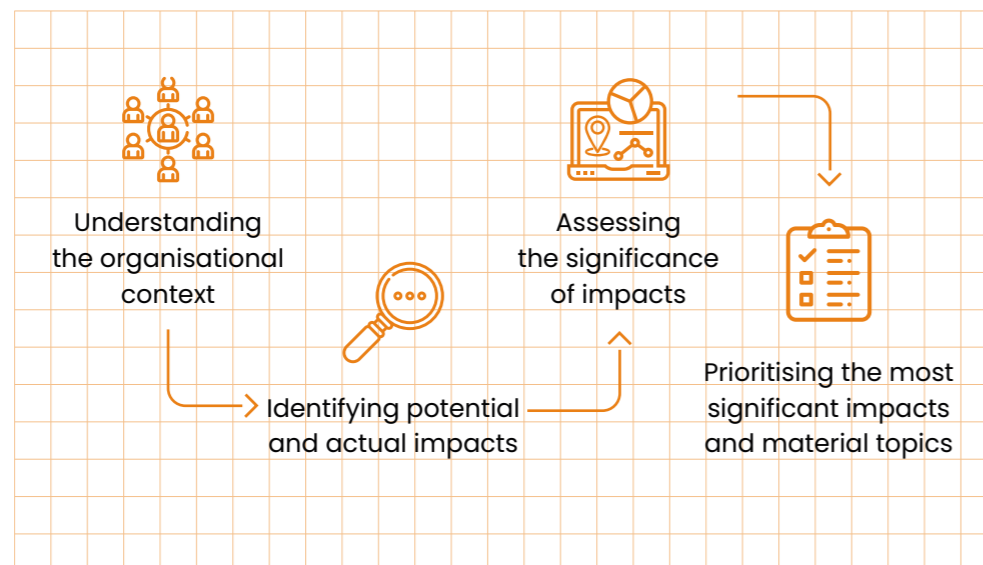 Understanding
the organisational
context
Identifying potential
and actual impacts
Assessing
the significance
of impacts
Prioritising the most
significant impacts
and material topics